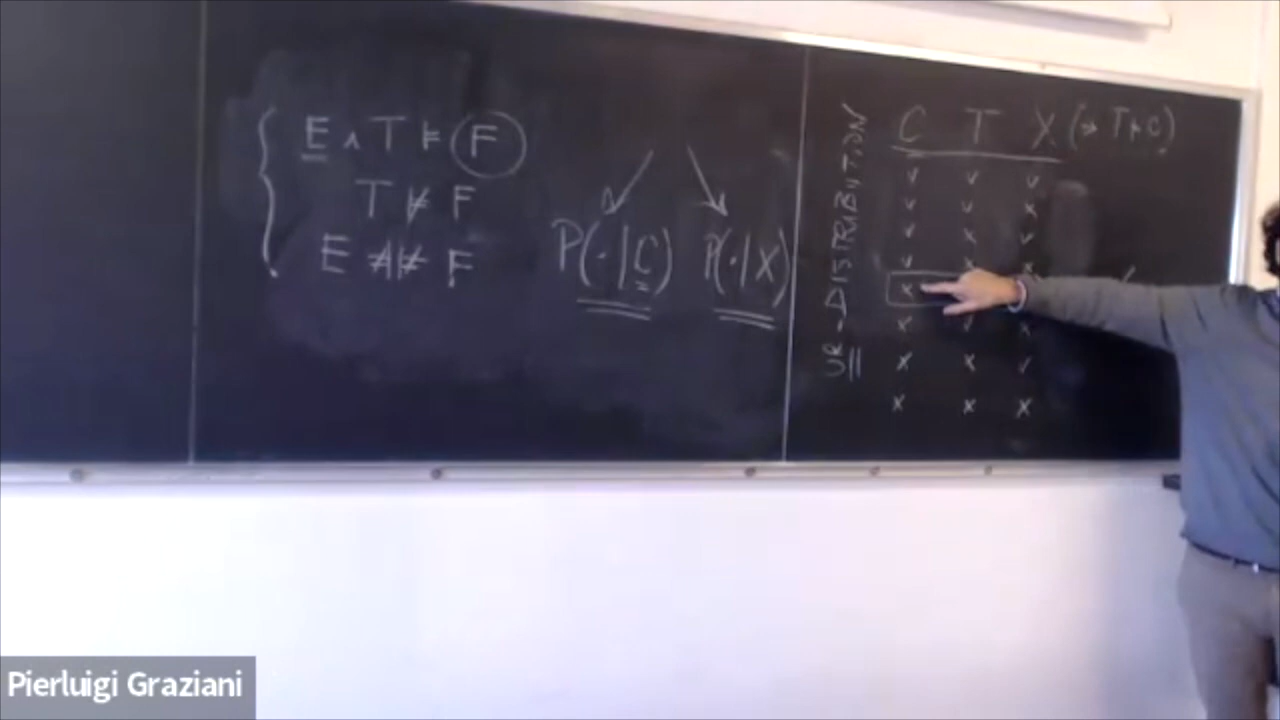 E ∧ T ⊨ F
T ⊭ F
E ⊭ F
P(·|C) P(·|X)
UR-DISTRIBUTION
C T X (⇒ T ⊢ C)
v v v
v v x
v x v
v x x
x
x v x
x x v
x x x
Pierluigi Graziani